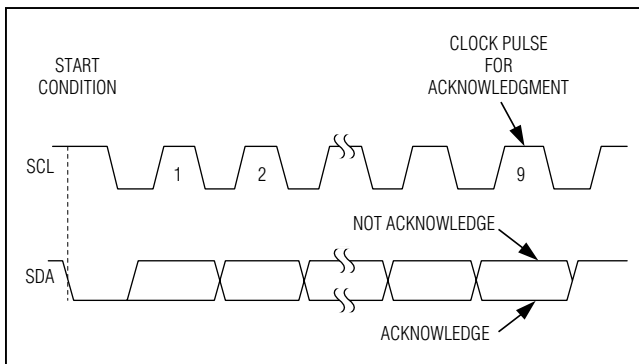 START
CONDITION
CLOCK PULSE
FOR
ACKNOWLEDGMENT
SCL
1
2
9
NOT ACKNOWLEDGE
SDA
ACKNOWLEDGE